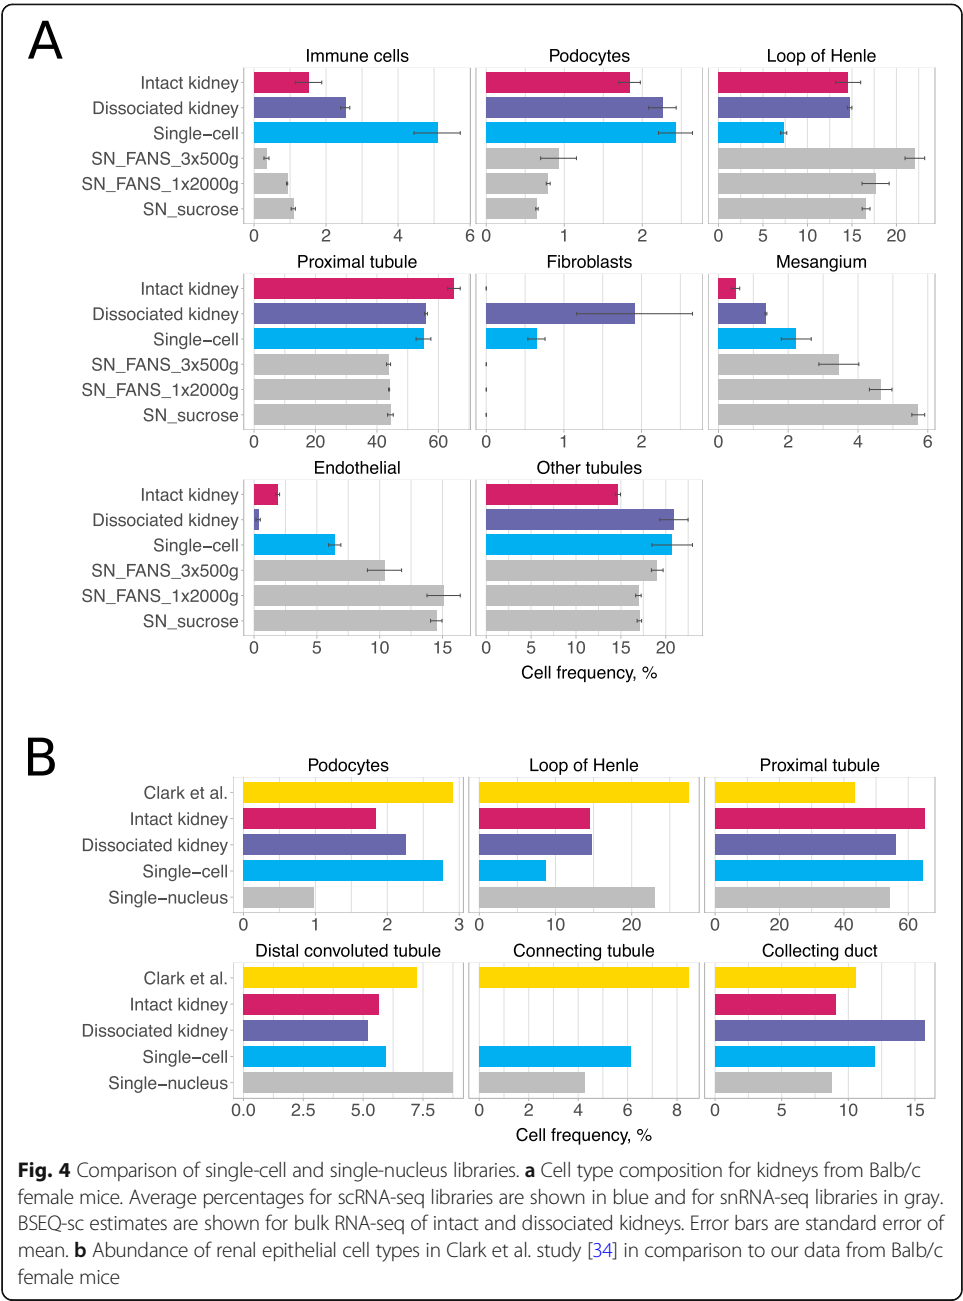 A
Immune cells Podocytes Loop of Henle
Intact kidney
Dissociated kidney
Single−cell
SN_FANS_3x500g
SN_FANS_1x2000g
SN_sucrose
0 2 4 6 0 1 2 0 5 10 15 20
Proximal tubule Fibroblasts Mesangium
Intact kidney
Dissociated kidney
Single−cell
SN_FANS_3x500g
SN_FANS_1x2000g
SN_sucrose
0 20 40 60 0 1 2 0 2 4 6
Endothelial Other tubules
Intact kidney
Dissociated kidney
Single−cell
SN_FANS_3x500g
SN_FANS_1x2000g
SN_sucrose
0 5 10 15 0 5 10 15 20
Cell frequency, %
B
Podocytes Loop of Henle Proximal tubule
Clark et al.
Intact kidney
Dissociated kidney
Single−cell
Single−nucleus
0 1 2 3 0 10 20 0 20 40 60
Distal convoluted tubule Connecting tubule Collecting duct
Clark et al.
Intact kidney
Dissociated kidney
Single−cell
Single−nucleus
0.0 2.5 5.0 7.5 0 2 4 6 8 0 5 10 15
Cell frequency, %
Fig. 4 Comparison of single-cell and single-nucleus libraries. a Cell type composition for kidneys from Balb/c
female mice. Average percentages for scRNA-seq libraries are shown in blue and for snRNA-seq libraries in gray.
BSEQ-sc estimates are shown for bulk RNA-seq of intact and dissociated kidneys. Error bars are standard error of
mean. b Abundance of renal epithelial cell types in Clark et al. study [34] in comparison to our data from Balb/c
female mice